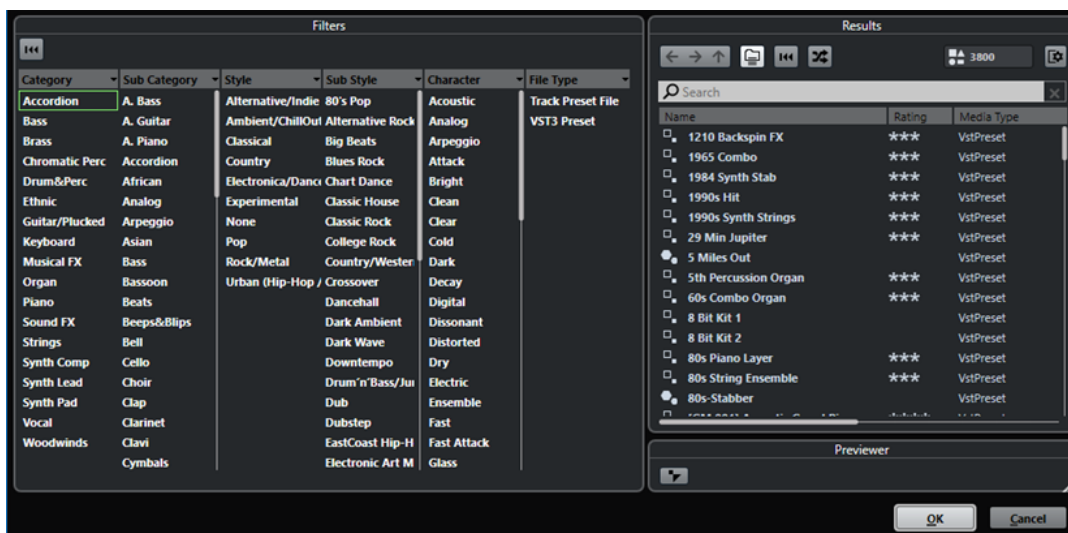 Filters
Category Sub Category Style Sub Style Character File Type
Accordion A. Bass Alternative/Indie 80's Pop Acoustic Track Preset File
Bass A. Guitar Ambient/ChillOut Alternative Rock Analog VST3 Preset
Brass A. Piano Classical Big Beats Arpeggio
Chromatic Perc Accordion Country Blues Rock Attack
Drum&Perc African Electronica/Danc Chart Dance Bright
Ethnic Analog Experimental Classic House Clean
Guitar/Plucked Arpeggio None Classic Rock Clear
Keyboard Asian Pop College Rock Cold
Musical FX Bass Rock/Metal Country/Wester Dark
Organ Bassoon Urban (Hip-Hop / Crossover Decay
Piano Beats Dancehall Digital
Sound FX Beeps&Blips Dark Ambient Dissonant
Strings Bell Dark Wave Distorted
Synth Comp Cello Downtempo Dry
Synth Lead Choir Drum´n´Bass/Jui Electric
Synth Pad Clap Dub Ensemble
Vocal Clarinet Dubstep Fast
Woodwinds Clavi EastCoast Hip-H Fast Attack
Cymbals Electronic Art M Glass
Results
3800
Search
Name Rating Media Type
1210 Backspin FX *** VstPreset
1965 Combo *** VstPreset
1984 Synth Stab *** VstPreset
1990s Hit *** VstPreset
1990s Synth Strings *** VstPreset
29 Min Jupiter *** VstPreset
5 Miles Out VstPreset
5th Percussion Organ *** VstPreset
60s Combo Organ *** VstPreset
8 Bit Kit 1 VstPreset
8 Bit Kit 2 VstPreset
80s Piano Layer *** VstPreset
80s String Ensemble *** VstPreset
80s-Stabber VstPreset
Previewer
OK Cancel